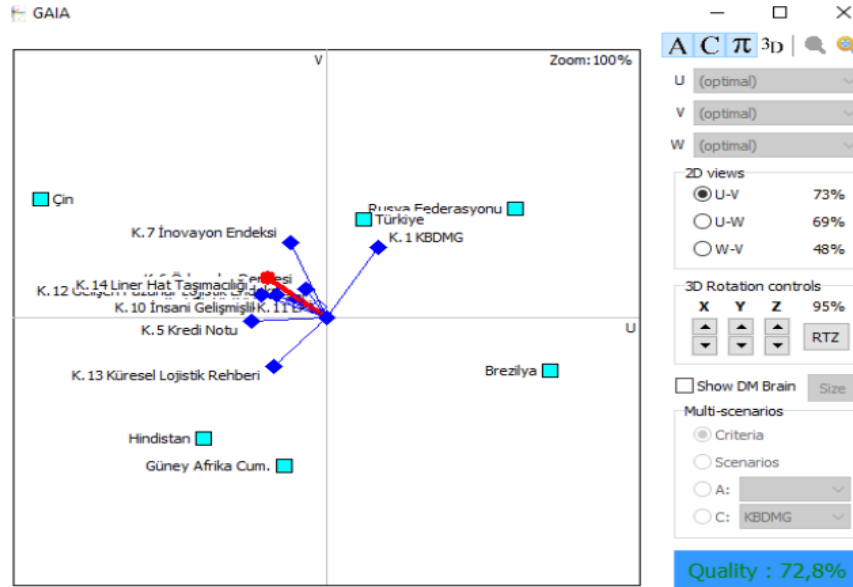 GAIA
V
Zoom: 100%
A C π 3D
U (optimal)
V (optimal)
W (optimal)
2D views
U-V 73%
U-W 69%
W-V 48%
3D Rotation controls
X Y Z 95%
RTZ
Show DM Brain Size
Multi-scenarios
Criteria
Scenarios
A:
C: KBDMG
Quality : 72,8%
Çin
Rusya Federasyonu
Türkiye
K.1 KBDMG
K.7 İnovayon Endeksi
K.14 Liner Hat Taşımacılığı
K.12 Gelişen Pazarlar Lojistik
K.10 İnsani Gelişmişlik
K.11
U
K.5 Kredi Notu
K.13 Küresel Lojistik Rehberi
Brezilya
Hindistan
Güney Afrika Cum.